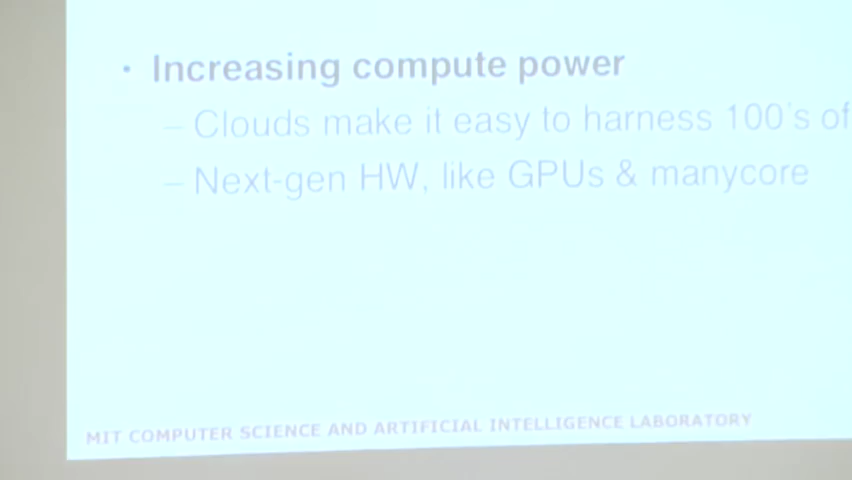 • Increasing compute power
– Clouds make it easy to harness 100's of
– Next-gen HW, like GPUs & manycore
MIT COMPUTER SCIENCE AND ARTIFICIAL INTELLIGENCE LABORATORY